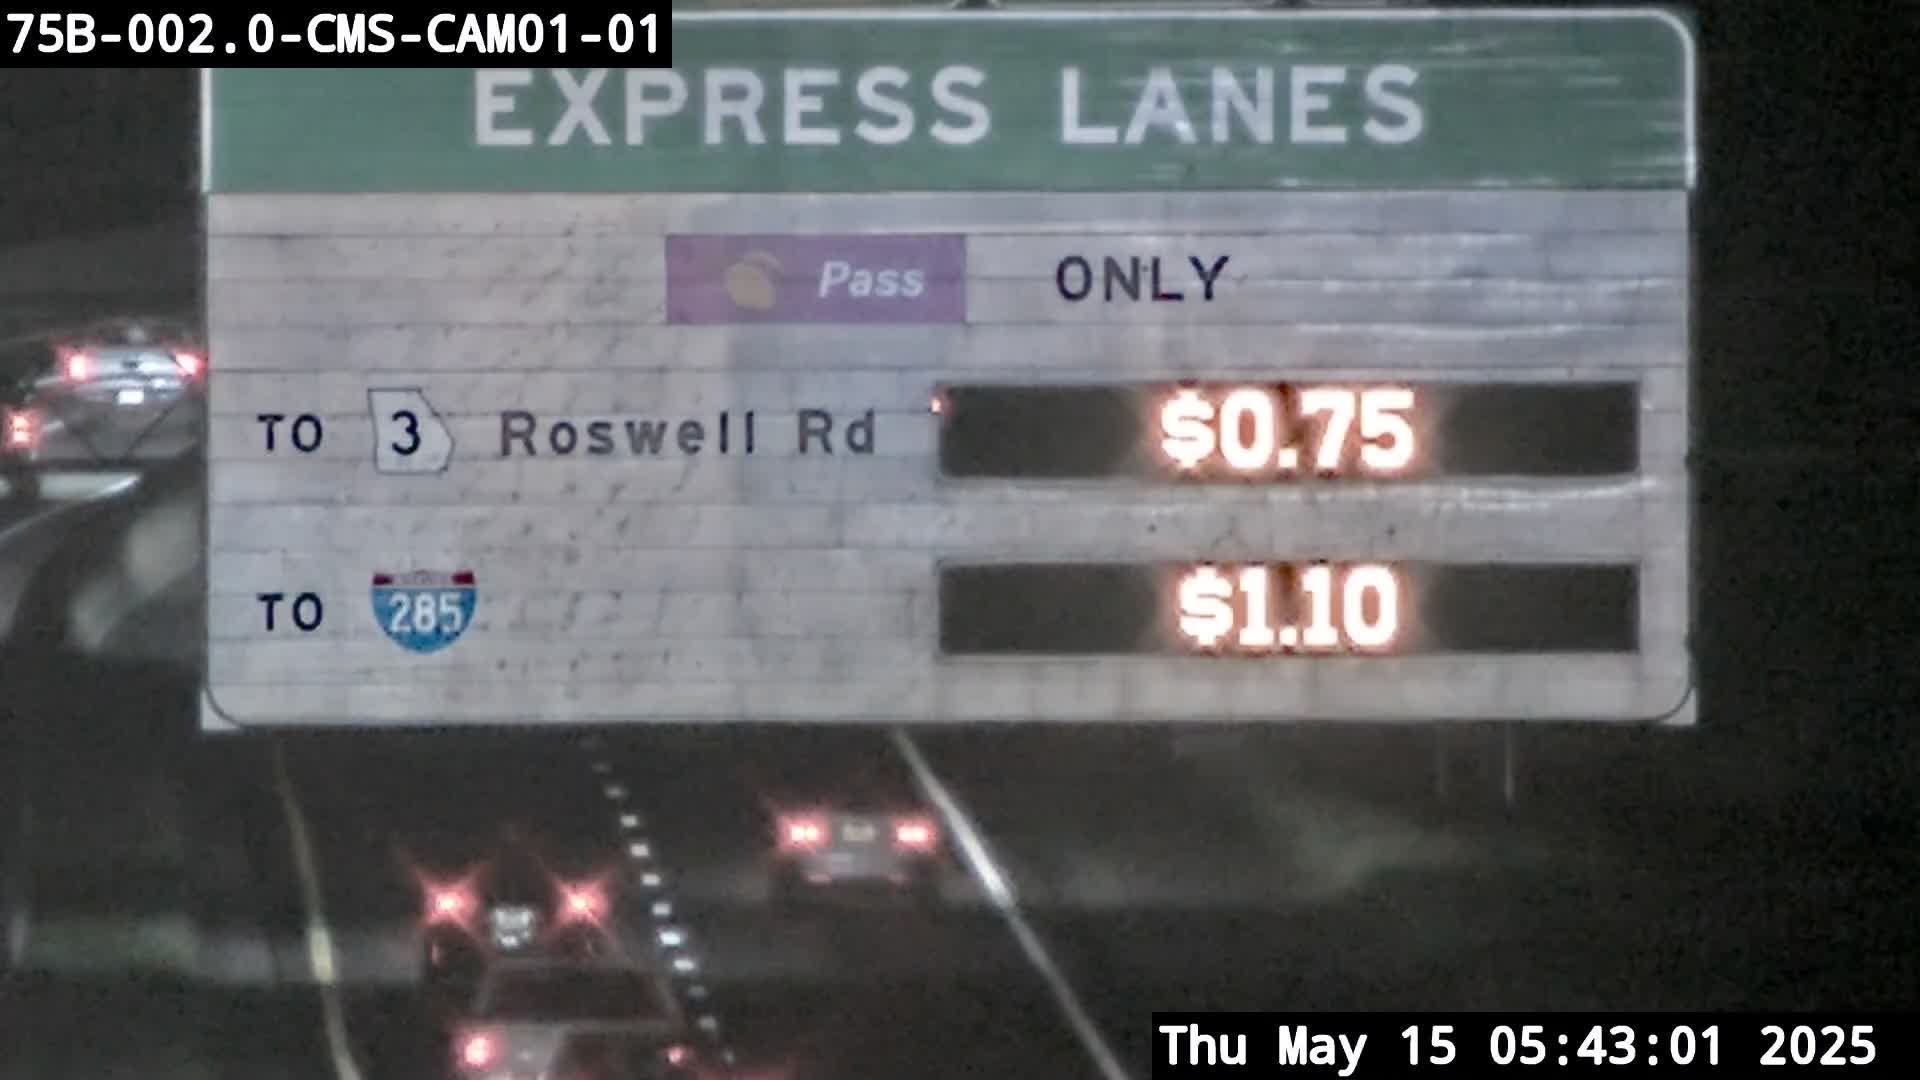 75B-002.0-CMS-CAM01-01
EXPRESS LANES
Pass ONLY
TO 3 Roswell Rd $0.75
TO 285 $1.10
Thu May 15 05:43:01 2025